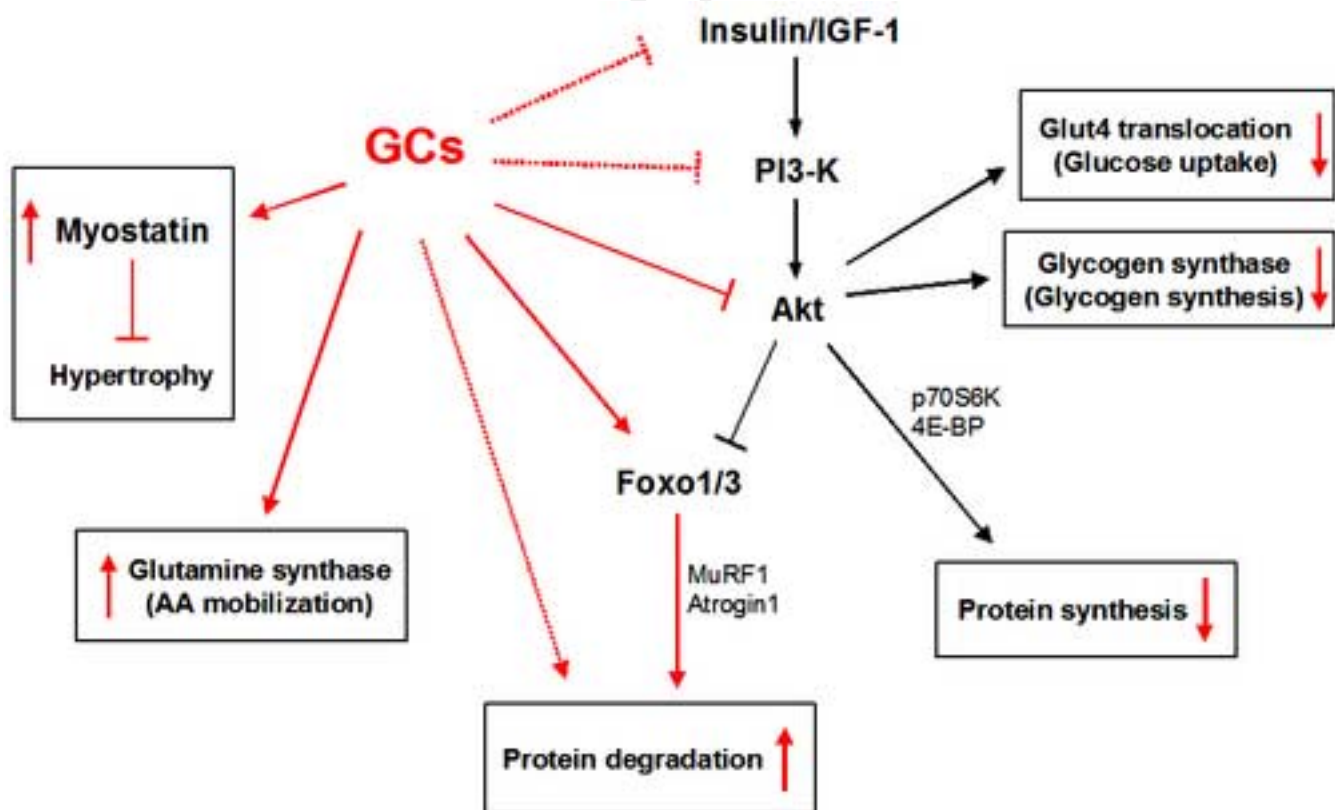 Insulin/IGF-1
GCs
PI3-K
Akt
Glut4 translocation
(Glucose uptake)
Glycogen synthase
(Glycogen synthesis)
Myostatin
Hypertrophy
p70S6K
4E-BP
Foxo1/3
Glutamine synthase
(AA mobilization)
MuRF1
Atrogin1
Protein synthesis
Protein degradation